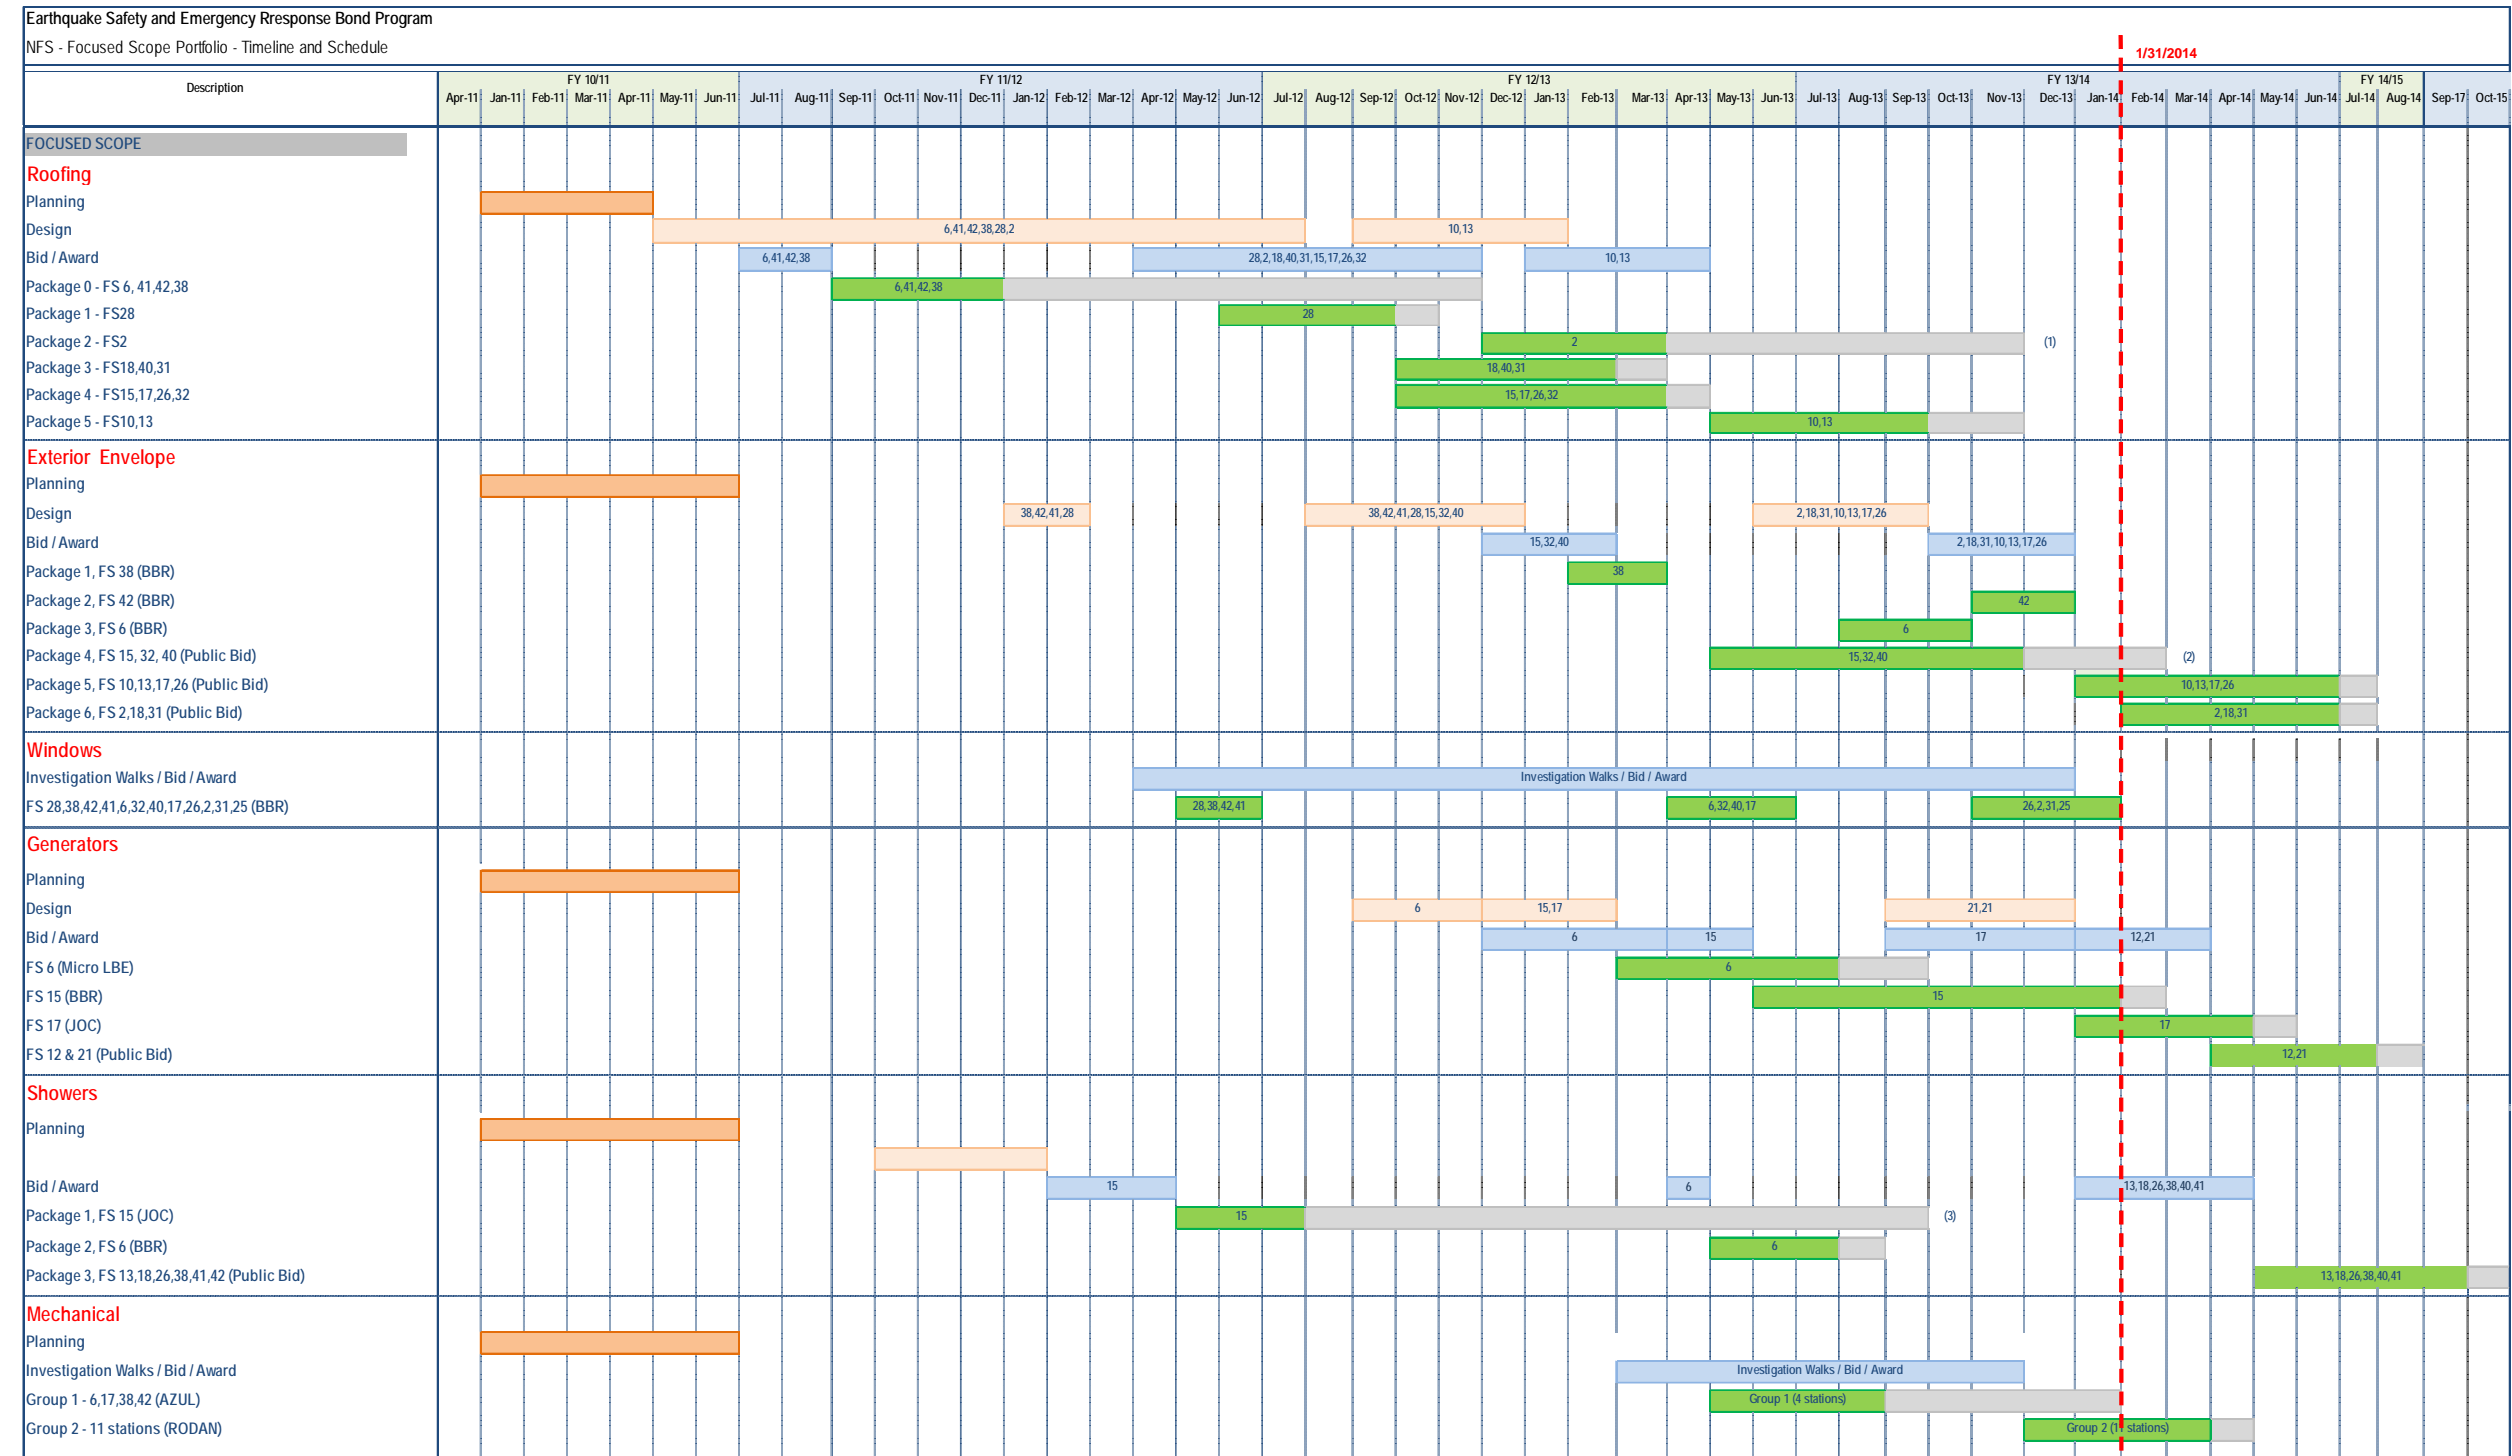 Earthquake Safety and Emergency Rresponse Bond Program
NFS - Focused Scope Portfolio - Timeline and Schedule
1/31/2014
Description
FY 10/11 FY 11/12 FY 12/13 FY 13/14 FY 14/15
Apr-11 Jan-11 Feb-11 Mar-11 Apr-11 May-11 Jun-11 Jul-11 Aug-11 Sep-11 Oct-11 Nov-11 Dec-11 Jan-12 Feb-12 Mar-12 Apr-12 May-12 Jun-12 Jul-12 Aug-12 Sep-12 Oct-12 Nov-12 Dec-12 Jan-13 Feb-13 Mar-13 Apr-13 May-13 Jun-13 Jul-13 Aug-13 Sep-13 Oct-13 Nov-13 Dec-13 Jan-14 Feb-14 Mar-14 Apr-14 May-14 Jun-14 Jul-14 Aug-14 Sep-17 Oct-15
FOCUSED SCOPE
Roofing
Planning
Design 6,41,42,38,28,2 10,13
Bid / Award 6,41,42,38 28,2,18,40,31,15,17,26,32 10,13
Package 0 - FS 6, 41,42,38 6,41,42,38
Package 1 - FS28 28
Package 2 - FS2 2 (1)
Package 3 - FS18,40,31 18,40,31
Package 4 - FS15,17,26,32 15,17,26,32
Package 5 - FS10,13 10,13
Exterior Envelope
Planning
Design 38,42,41,28 38,42,41,28,15,32,40 2,18,31,10,13,17,26
Bid / Award 15,32,40 2,18,31,10,13,17,26
Package 1, FS 38 (BBR) 38
Package 2, FS 42 (BBR) 42
Package 3, FS 6 (BBR) 6
Package 4, FS 15, 32, 40 (Public Bid) 15,32,40 (2)
Package 5, FS 10,13,17,26 (Public Bid) 10,13,17,26
Package 6, FS 2,18,31 (Public Bid) 2,18,31
Windows
Investigation Walks / Bid / Award Investigation Walks / Bid / Award
FS 28,38,42,41,6,32,40,17,26,2,31,25 (BBR) 28,38,42,41 6,32,40,17 26,2,31,25
Generators
Planning
Design 6 15,17 21,21
Bid / Award 6 15 17 12,21
FS 6 (Micro LBE) 6
FS 15 (BBR) 15
FS 17 (JOC) 17
FS 12 & 21 (Public Bid) 12,21
Showers
Planning
Bid / Award 15 6 13,18,26,38,40,41
Package 1, FS 15 (JOC) 15 (3)
Package 2, FS 6 (BBR) 6
Package 3, FS 13,18,26,38,41,42 (Public Bid) 13,18,26,38,40,41
Mechanical
Planning
Investigation Walks / Bid / Award Investigation Walks / Bid / Award
Group 1 - 6,17,38,42 (AZUL) Group 1 (4 stations)
Group 2 - 11 stations (RODAN) Group 2 (11 stations)